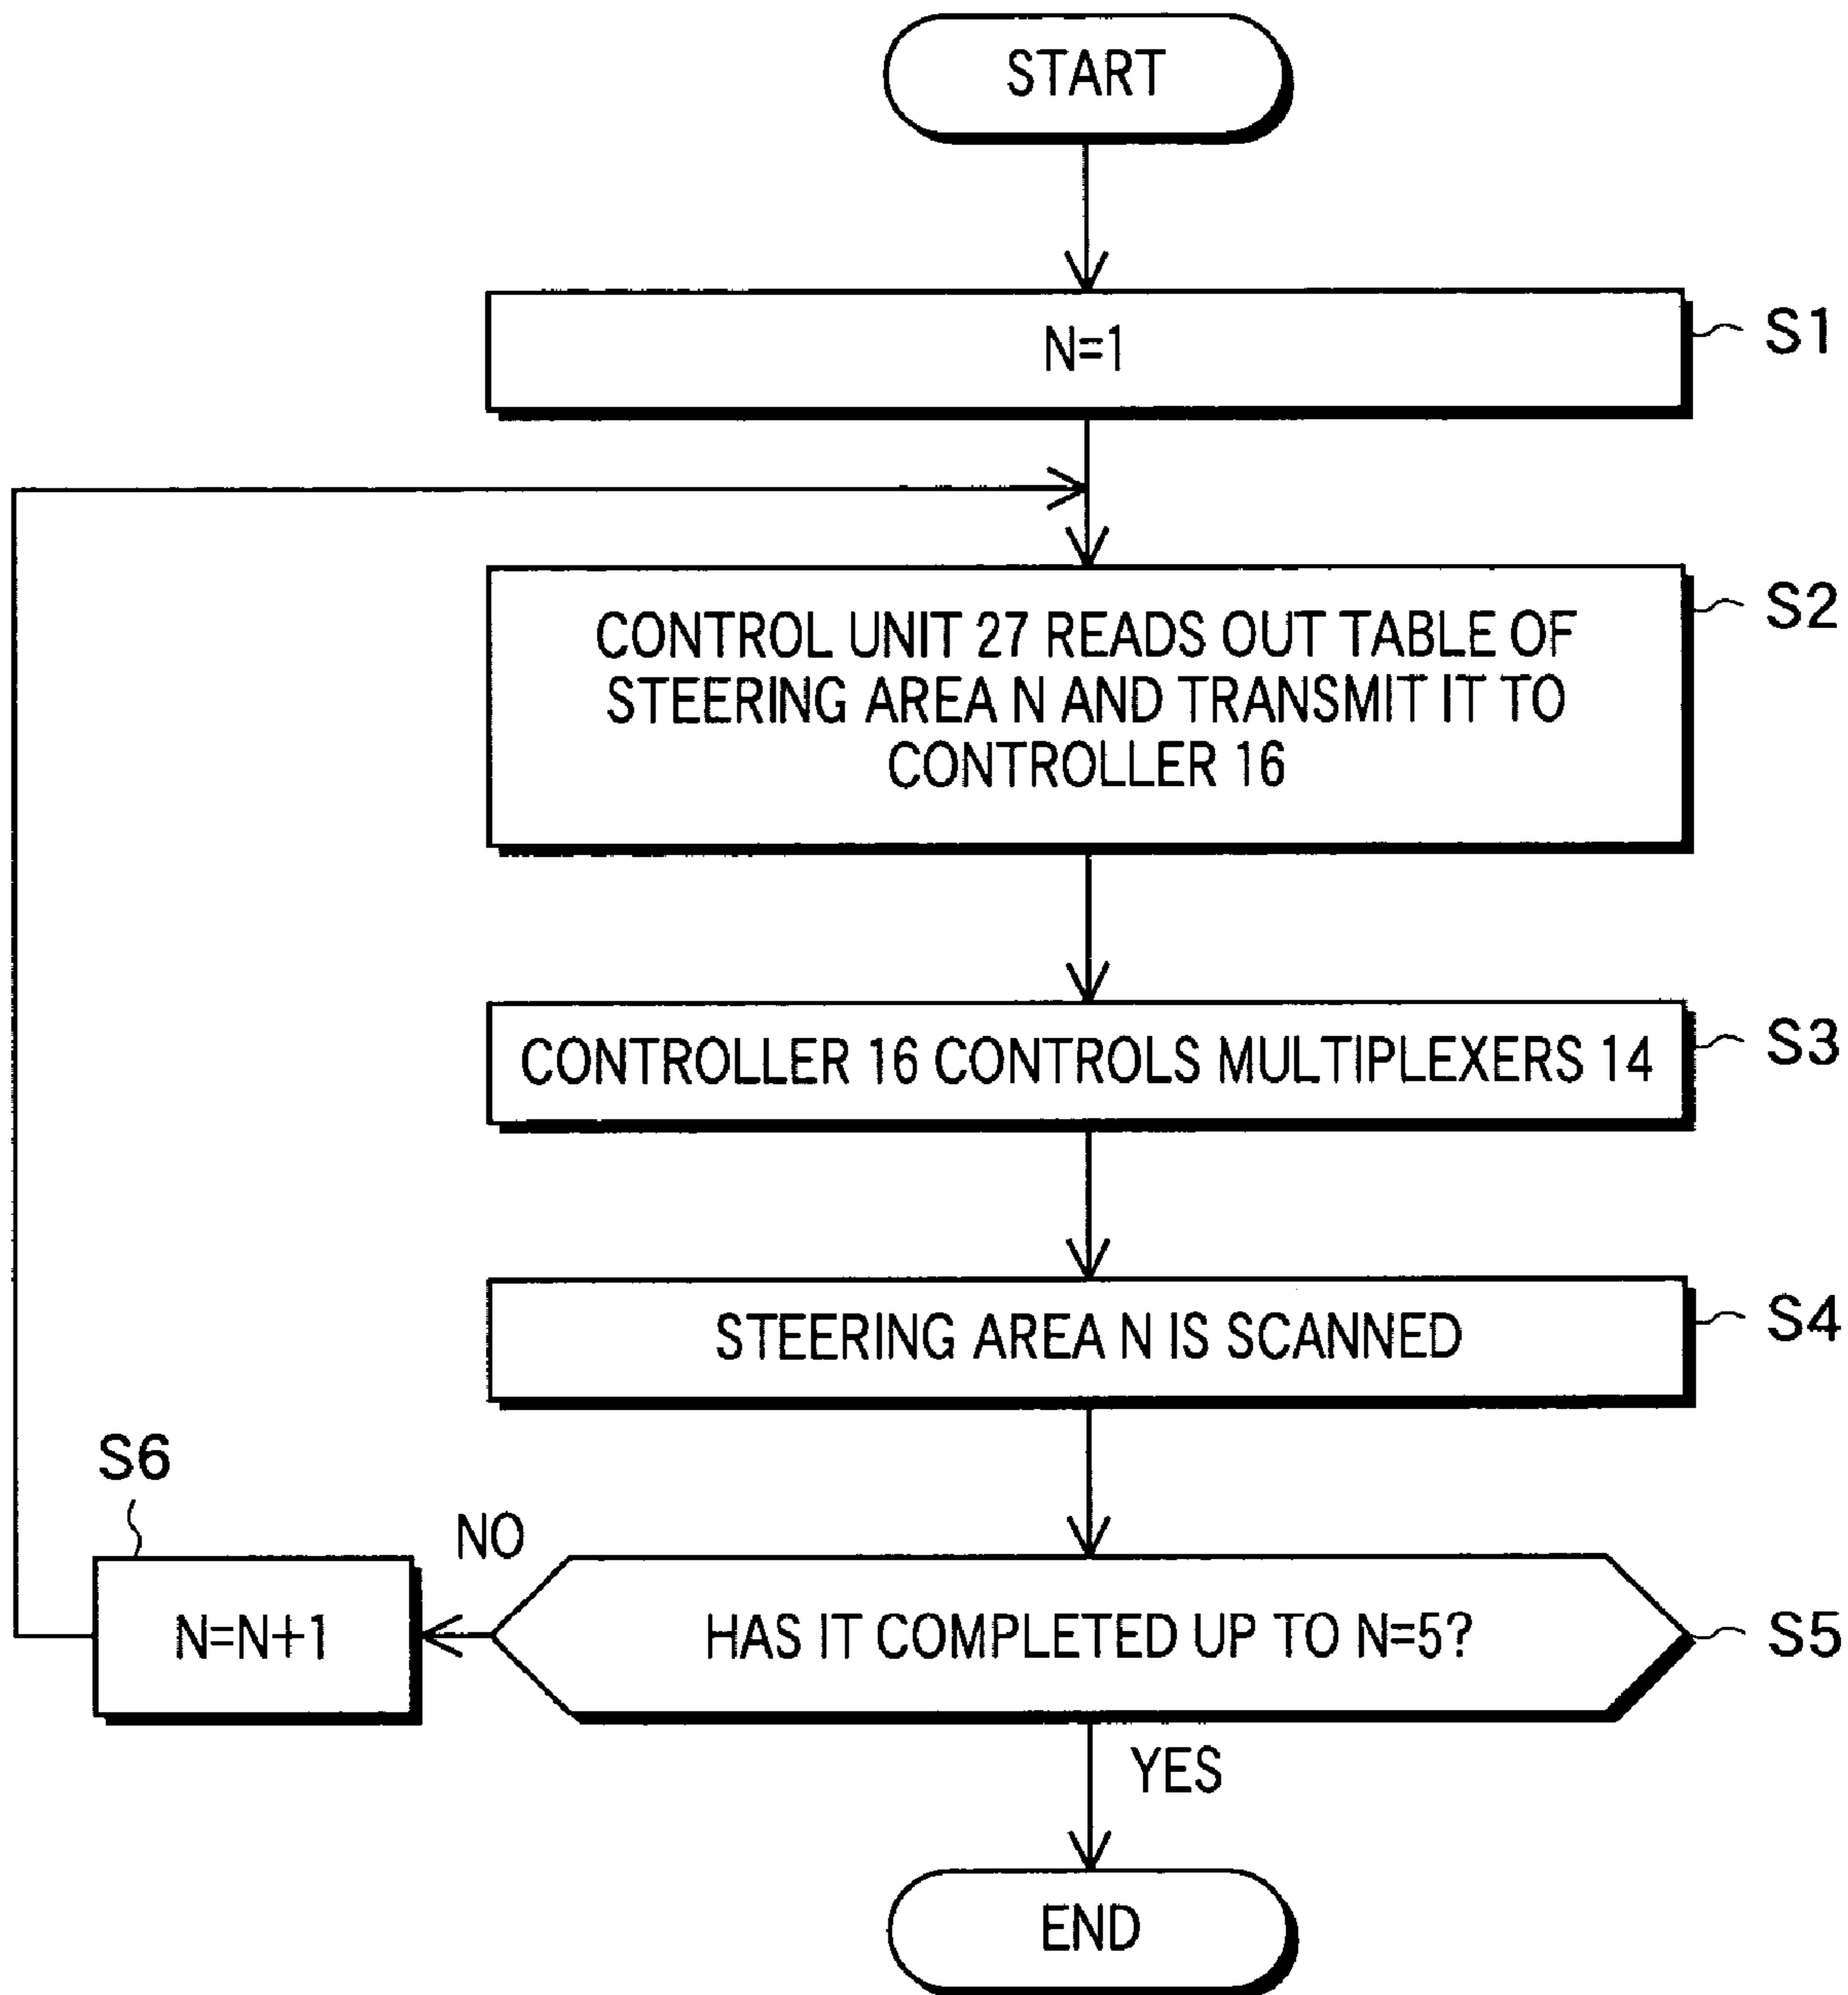 START
N=1
S1
CONTROL UNIT 27 READS OUT TABLE OF
STEERING AREA N AND TRANSMIT IT TO
CONTROLLER 16
S2
CONTROLLER 16 CONTROLS MULTIPLEXERS 14
S3
STEERING AREA N IS SCANNED
S4
S6
NO
N=N+1
HAS IT COMPLETED UP TO N=5?
S5
YES
END